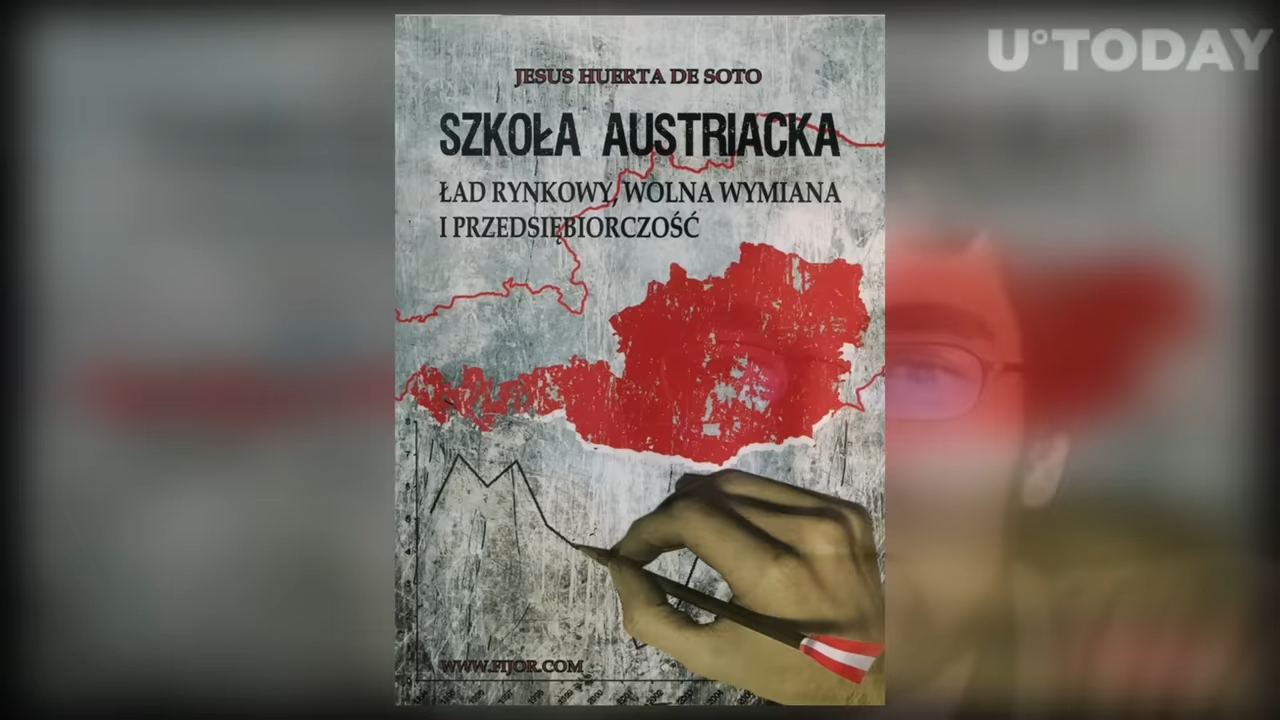 U°TODAY
JESUS HUERTA DE SOTO
SZKOŁA AUSTRIACKA
ŁAD RYNKOWY, WOLNA WYMIANA
I PRZEDSIĘBIORCZOŚĆ
WWW.FIJOR.COM